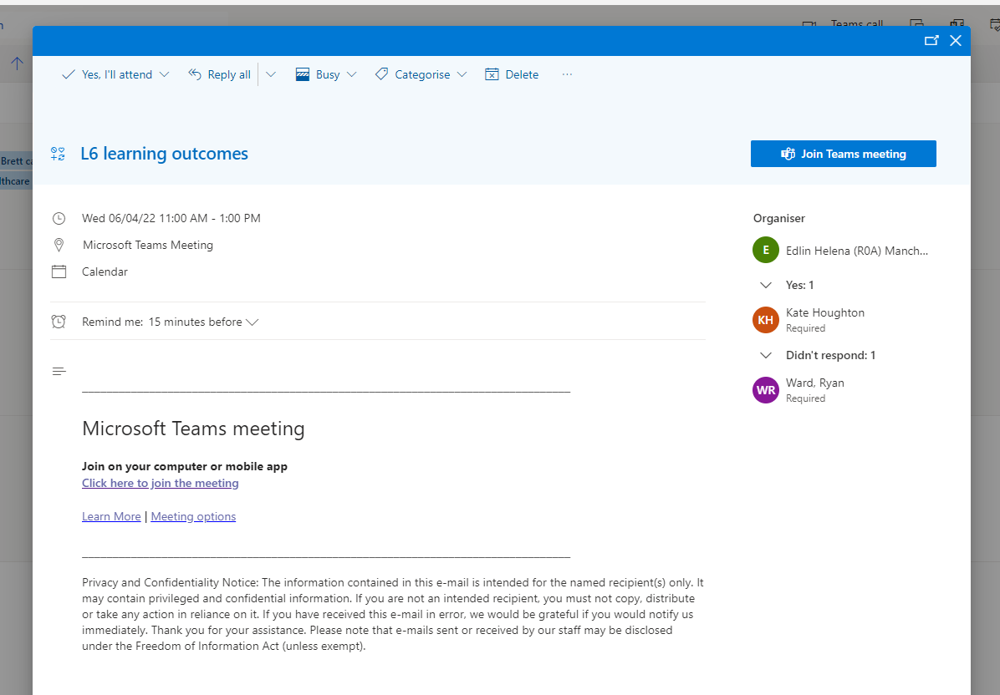 Teams call
Yes, I'll attend
Reply all
Busy
Categorise
Delete
...
L6 learning outcomes
Join Teams meeting
Brett ca
lthcare
Wed 06/04/22 11:00 AM - 1:00 PM
Microsoft Teams Meeting
Calendar
Remind me: 15 minutes before
Microsoft Teams meeting
Join on your computer or mobile app
Click here to join the meeting
Learn More | Meeting options
Privacy and Confidentiality Notice: The information contained in this e-mail is intended for the named recipient(s) only. It
may contain privileged and confidential information. If you are not an intended recipient, you must not copy, distribute
or take any action in reliance on it. If you have received this e-mail in error, we would be grateful if you would notify us
immediately. Thank you for your assistance. Please note that e-mails sent or received by our staff may be disclosed
under the Freedom of Information Act (unless exempt).
Organiser
E
Edlin Helena (R0A) Manch...
Yes: 1
KH
Kate Houghton
Required
Didn't respond: 1
WR
Ward, Ryan
Required